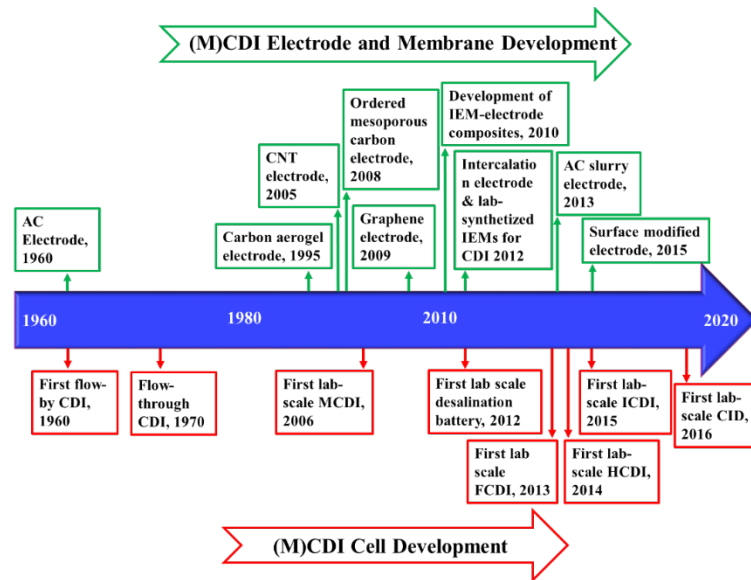 (M)CDI Electrode and Membrane Development
Ordered
mesoporous
carbon
electrode,
2008
Development of
IEM-electrode
composites, 2010
CNT
electrode,
2005
Intercalatio
n electrode
& lab-
synthetized
IEMs for
CDI 2012
AC slurry
electrode,
2013
AC
Electrode,
1960
Carbon aerogel
electrode, 1995
Graphene
electrode,
2009
Surface modified
electrode, 2015
1960
1980
2010
2020
First flow-
by CDI,
1960
Flow-
through
CDI, 1970
First lab-
scale MCDI,
2006
First lab scale
desalination
battery, 2012
First lab-
scale ICDI,
2015
First lab-
scale CID,
2016
First lab
scale
FCDI, 2013
First lab-
scale HCDI,
2014
(M)CDI Cell Development